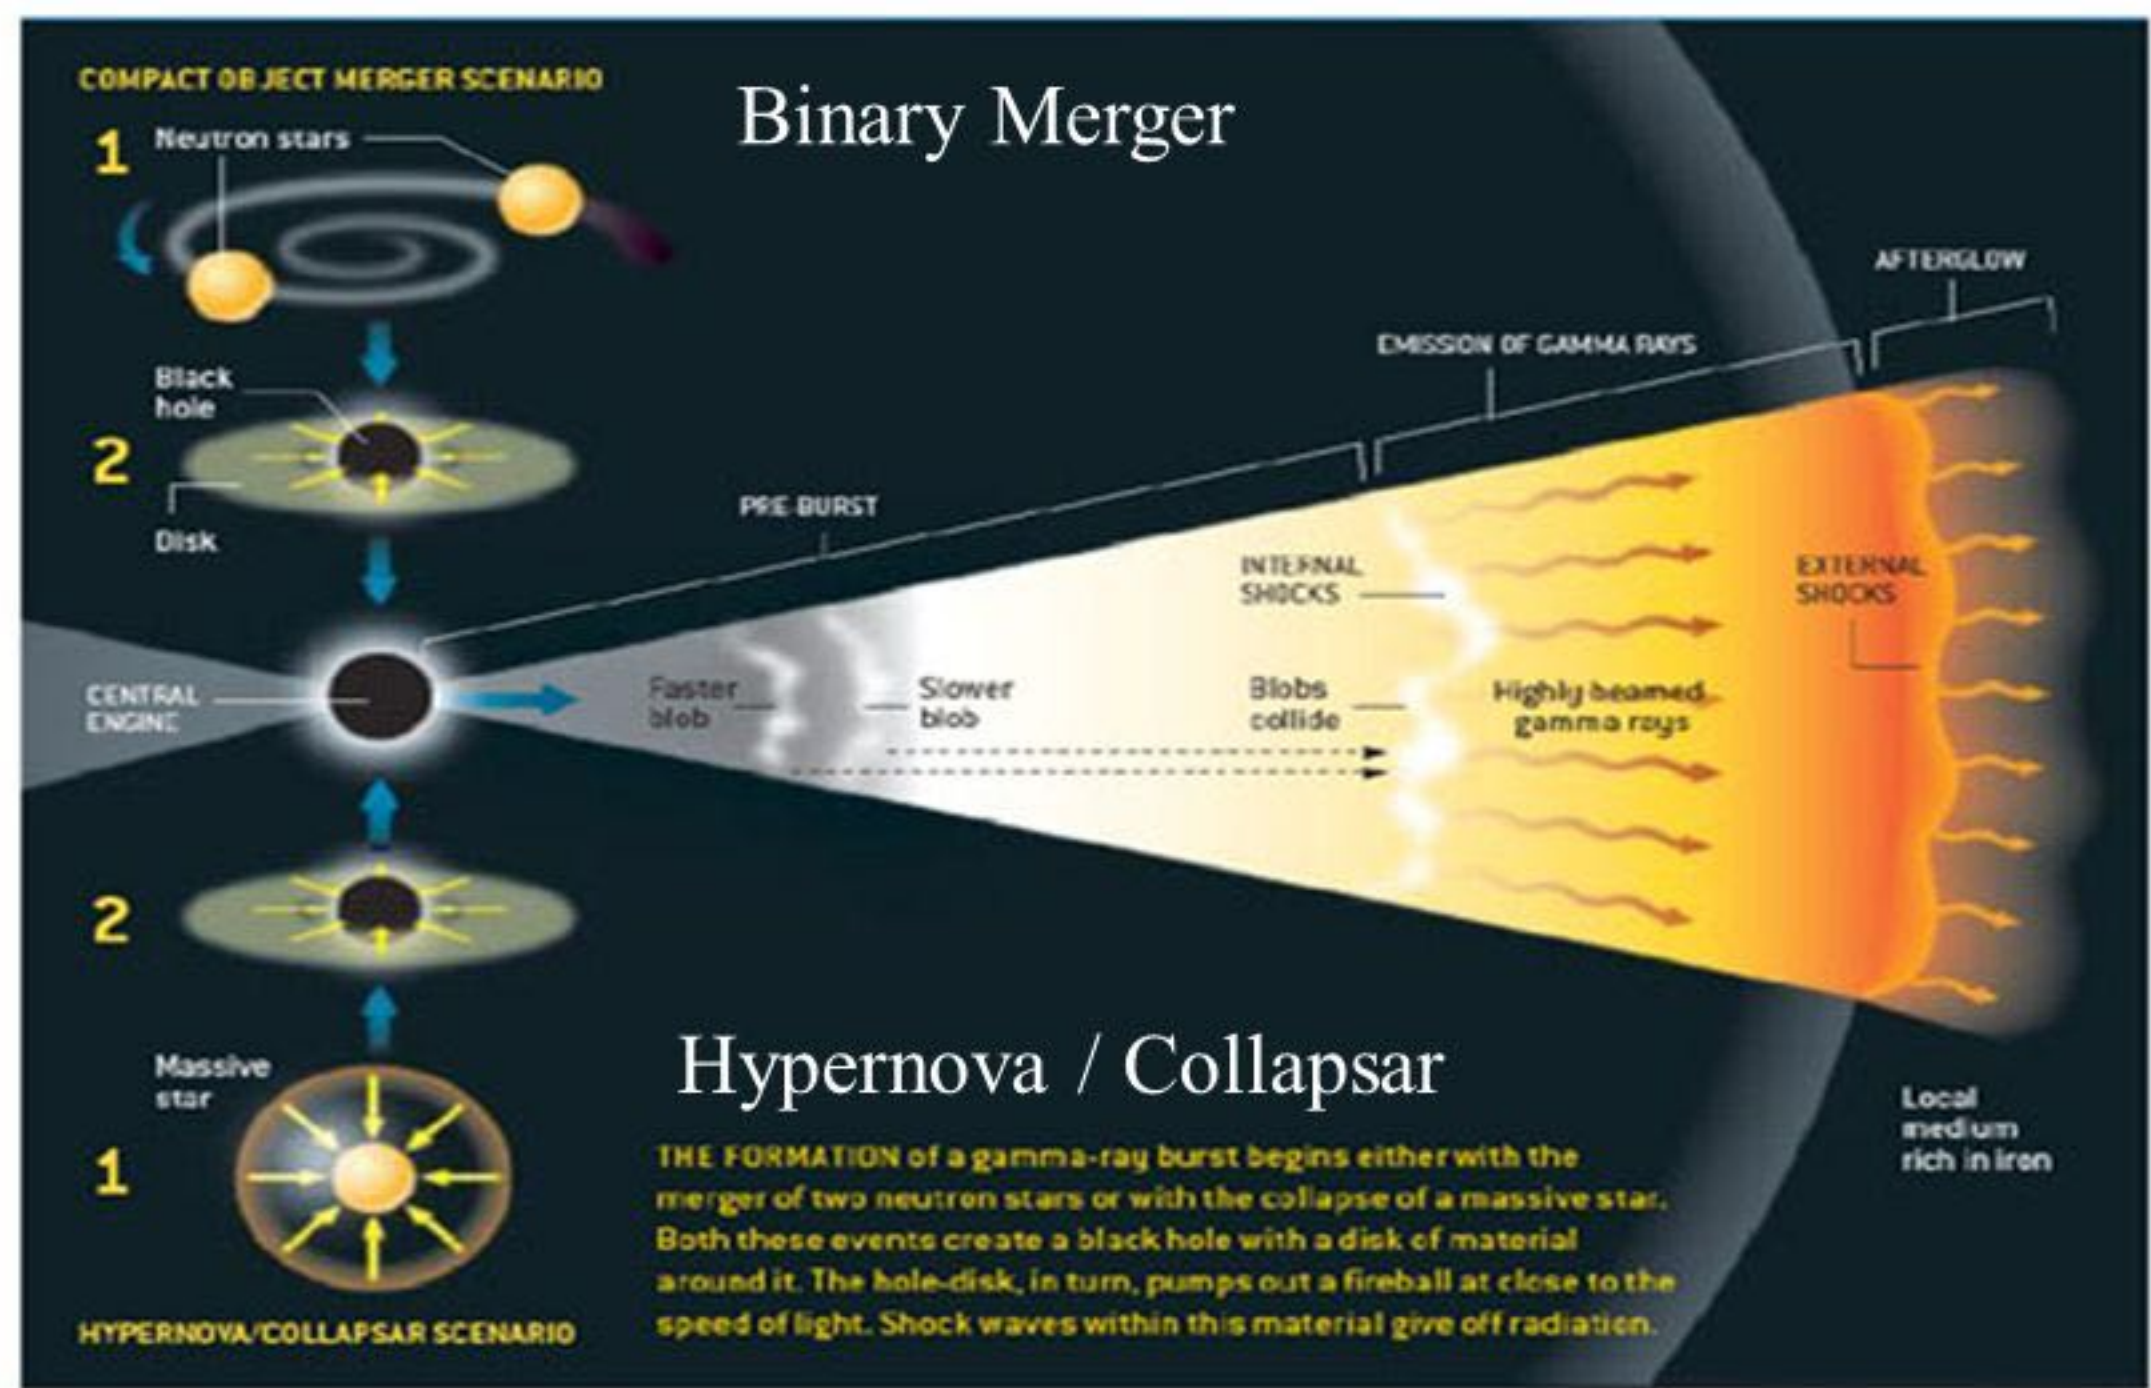 COMPACT OBJECT MERGER SCENARIO
Binary Merger
1
Neutron stars
Black
hole
2
Disk
AFTERGLOW
EMISSION OF GAMMA RAYS
PRE BURST
INTERNAL
SHOCKS
EXTERNAL
SHOCKS
CENTRAL
ENGINE
Faster
blob
Slower
blob
Blobs
collide
Highly beamed
gamma rays
2
Hypernova / Collapsar
Massive
star
1
Local
medium
rich in iron
THE FORMATION of a gamma-ray burst begins either with the
merger of two neutron stars or with the collapse of a massive star.
Both these events create a black hole with a disk of material
around it. The hole-disk, in turn, pumps out a fireball at close to the
speed of light. Shock waves within this material give off radiation.
HYPERNOVA/COLLAPSAR SCENARIO